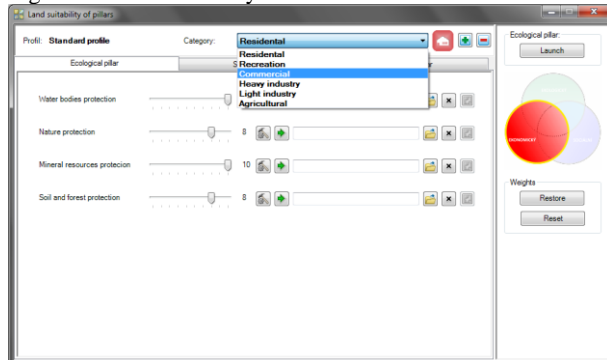 Land suitability of pillars
Profil: Standard profile
Category: Residental
Residental
Recreation
Commercial
Heavy industry
Light industry
Agricultural
Ecological pillar
S
r
Water bodies protection
Nature protection 8
Mineral resources protecion 10
Soil and forest protection 8
Ecological pillar:
Launch
Weights
Restore
Reset